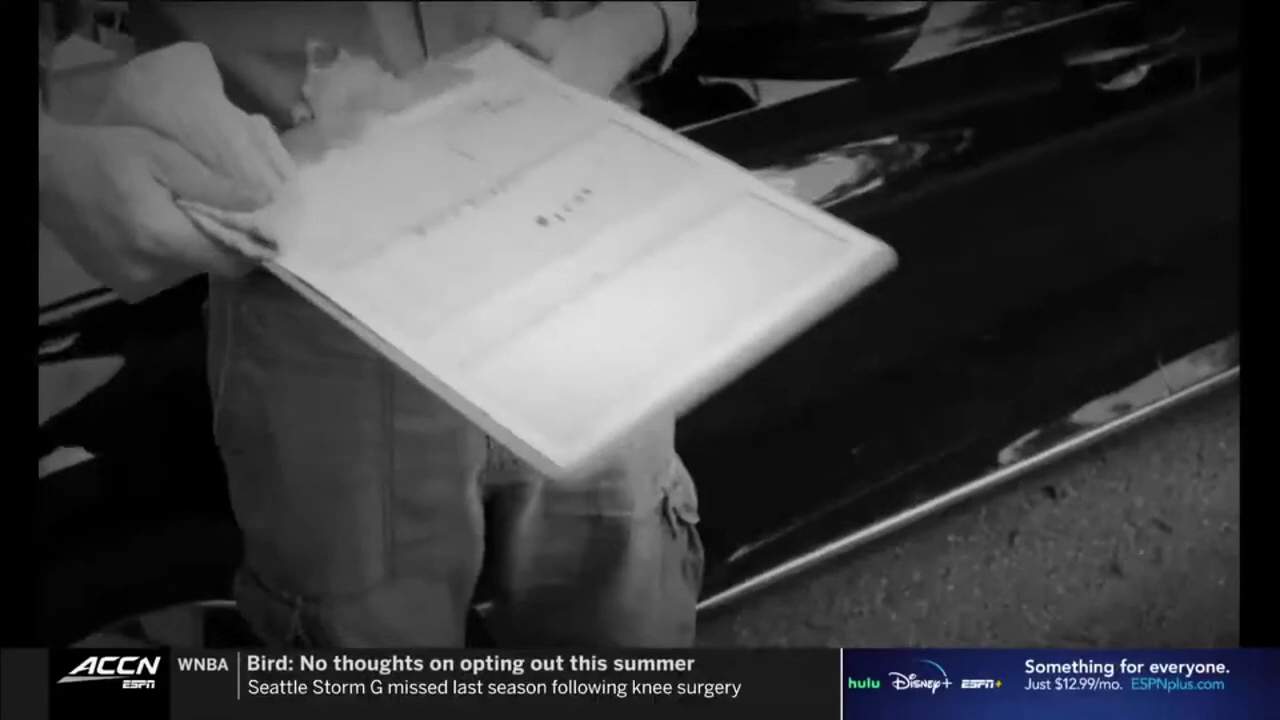 ACCN
ESPN
WNBA
Bird: No thoughts on opting out this summer
Seattle Storm G missed last season following knee surgery
hulu
Disney+
ESPN+
Something for everyone.
Just $12.99/mo. ESPNplus.com